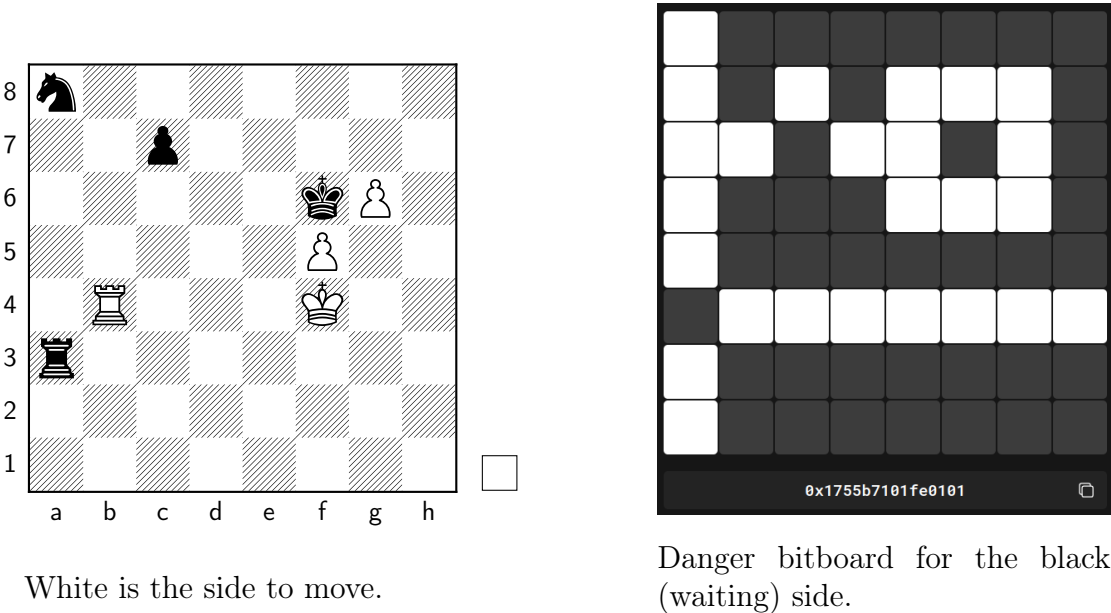 8
7
6
5
4
3
2
1
a b c d e f g h
White is the side to move.
0x1755b7101fe0101
Danger bitboard for the black
(waiting) side.